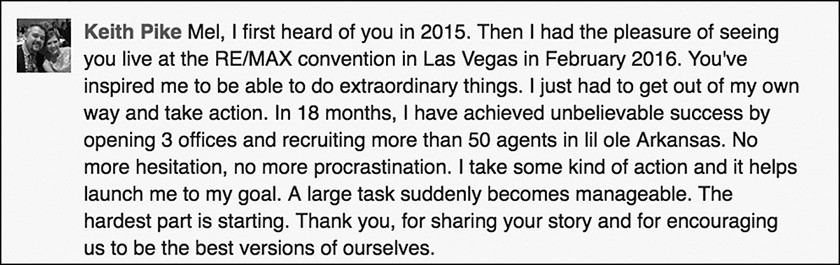 Keith Pike Mel, I first heard of you in 2015. Then I had the pleasure of seeing
you live at the RE/MAX convention in Las Vegas in February 2016. You've
inspired me to be able to do extraordinary things. I just had to get out of my own
way and take action. In 18 months, I have achieved unbelievable success by
opening 3 offices and recruiting more than 50 agents in lil ole Arkansas. No
more hesitation, no more procrastination. I take some kind of action and it helps
launch me to my goal. A large task suddenly becomes manageable. The
hardest part is starting. Thank you, for sharing your story and for encouraging
us to be the best versions of ourselves.